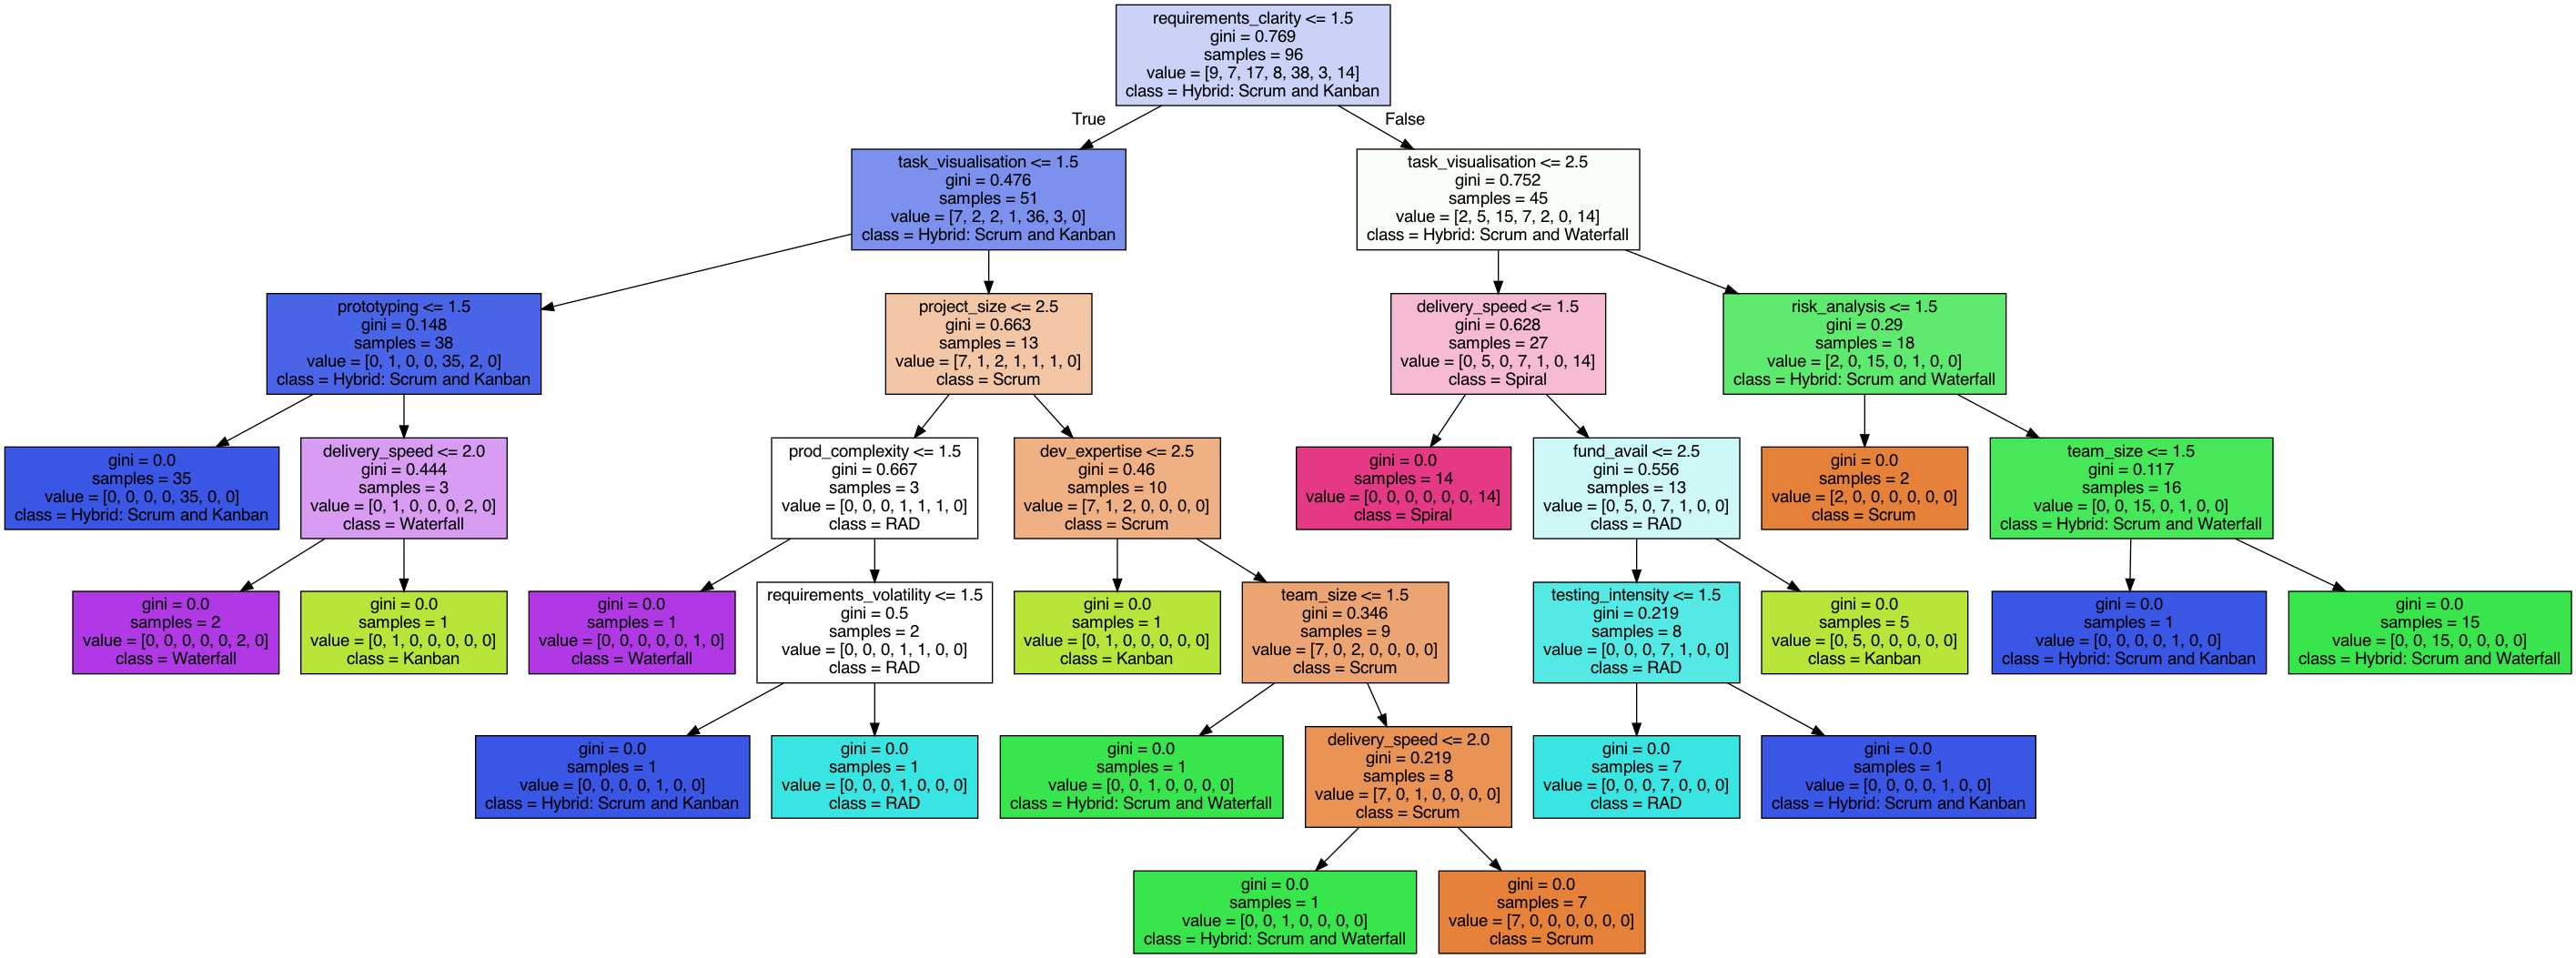 requirements_clarity <= 1.5
gini = 0.769
samples = 96
value = [9, 7, 17, 8, 38, 3, 14]
class = Hybrid: Scrum and Kanban
True
False
task_visualisation <= 1.5
gini = 0.476
samples = 51
value = [7, 2, 2, 1, 36, 3, 0]
class = Hybrid: Scrum and Kanban
task_visualisation <= 2.5
gini = 0.752
samples = 45
value = [2, 5, 15, 7, 2, 0, 14]
class = Hybrid: Scrum and Waterfall
prototyping <= 1.5
gini = 0.148
samples = 38
value = [0, 1, 0, 0, 35, 2, 0]
class = Hybrid: Scrum and Kanban
project_size <= 2.5
gini = 0.663
samples = 13
value = [7, 1, 2, 1, 1, 1, 0]
class = Scrum
delivery_speed <= 1.5
gini = 0.628
samples = 27
value = [0, 5, 0, 7, 1, 0, 14]
class = Spiral
risk_analysis <= 1.5
gini = 0.29
samples = 18
value = [2, 0, 15, 0, 1, 0, 0]
class = Hybrid: Scrum and Waterfall
gini = 0.0
samples = 35
value = [0, 0, 0, 0, 35, 0, 0]
class = Hybrid: Scrum and Kanban
delivery_speed <= 2.0
gini = 0.444
samples = 3
value = [0, 1, 0, 0, 0, 2, 0]
class = Waterfall
prod_complexity <= 1.5
gini = 0.667
samples = 3
value = [0, 0, 0, 1, 1, 1, 0]
class = RAD
dev_expertise <= 2.5
gini = 0.46
samples = 10
value = [7, 1, 2, 0, 0, 0, 0]
class = Scrum
gini = 0.0
samples = 14
value = [0, 0, 0, 0, 0, 0, 14]
class = Spiral
fund_avail <= 2.5
gini = 0.556
samples = 13
value = [0, 5, 0, 7, 1, 0, 0]
class = RAD
gini = 0.0
samples = 2
value = [2, 0, 0, 0, 0, 0, 0]
class = Scrum
team_size <= 1.5
gini = 0.117
samples = 16
value = [0, 0, 15, 0, 1, 0, 0]
class = Hybrid: Scrum and Waterfall
gini = 0.0
samples = 2
value = [0, 0, 0, 0, 0, 2, 0]
class = Waterfall
gini = 0.0
samples = 1
value = [0, 1, 0, 0, 0, 0, 0]
class = Kanban
gini = 0.0
samples = 1
value = [0, 0, 0, 0, 0, 1, 0]
class = Waterfall
requirements_volatility <= 1.5
gini = 0.5
samples = 2
value = [0, 0, 0, 1, 1, 0, 0]
class = RAD
gini = 0.0
samples = 1
value = [0, 1, 0, 0, 0, 0, 0]
class = Kanban
team_size <= 1.5
gini = 0.346
samples = 9
value = [7, 0, 2, 0, 0, 0, 0]
class = Scrum
testing_intensity <= 1.5
gini = 0.219
samples = 8
value = [0, 0, 0, 7, 1, 0, 0]
class = RAD
gini = 0.0
samples = 5
value = [0, 5, 0, 0, 0, 0, 0]
class = Kanban
gini = 0.0
samples = 1
value = [0, 0, 0, 0, 1, 0, 0]
class = Hybrid: Scrum and Kanban
gini = 0.0
samples = 15
value = [0, 0, 15, 0, 0, 0, 0]
class = Hybrid: Scrum and Waterfall
gini = 0.0
samples = 1
value = [0, 0, 0, 0, 1, 0, 0]
class = Hybrid: Scrum and Kanban
gini = 0.0
samples = 1
value = [0, 0, 0, 1, 0, 0, 0]
class = RAD
gini = 0.0
samples = 1
value = [0, 0, 1, 0, 0, 0, 0]
class = Hybrid: Scrum and Waterfall
delivery_speed <= 2.0
gini = 0.219
samples = 8
value = [7, 0, 1, 0, 0, 0, 0]
class = Scrum
gini = 0.0
samples = 7
value = [0, 0, 0, 7, 0, 0, 0]
class = RAD
gini = 0.0
samples = 1
value = [0, 0, 0, 0, 1, 0, 0]
class = Hybrid: Scrum and Kanban
gini = 0.0
samples = 1
value = [0, 0, 1, 0, 0, 0, 0]
class = Hybrid: Scrum and Waterfall
gini = 0.0
samples = 7
value = [7, 0, 0, 0, 0, 0, 0]
class = Scrum